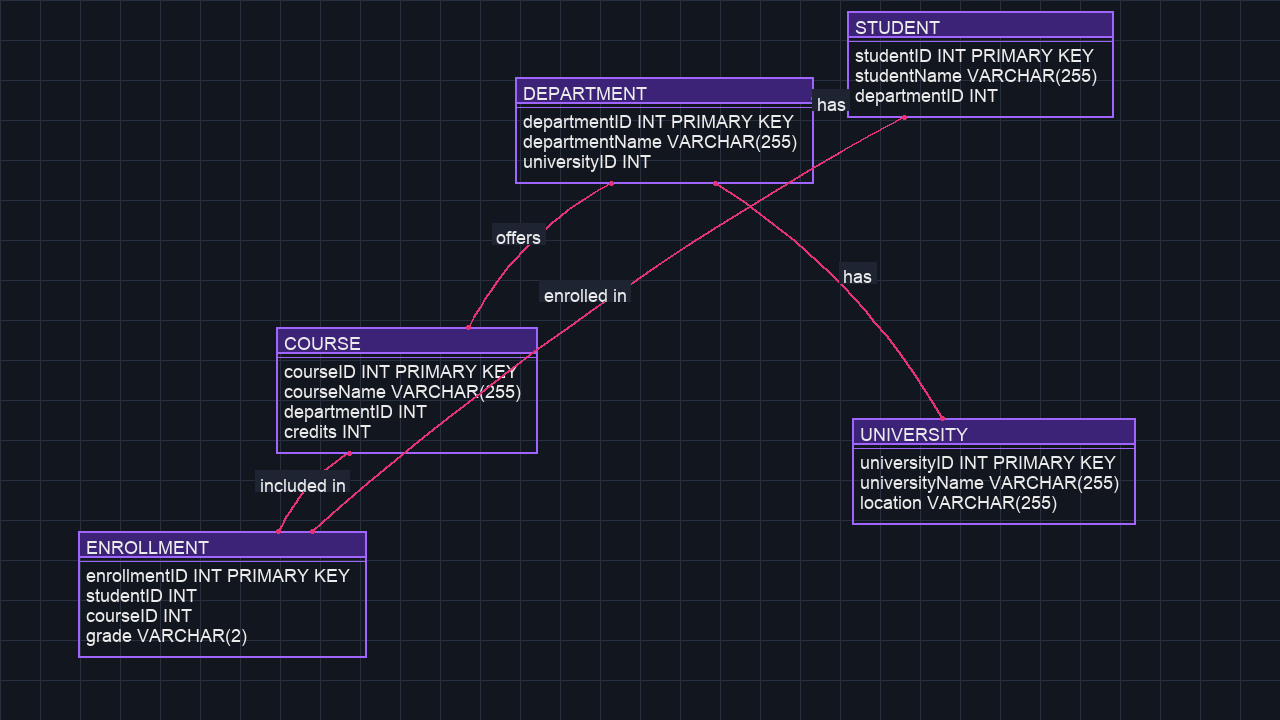 STUDENT
studentID INT PRIMARY KEY
studentName VARCHAR(255)
departmentID INT
has
DEPARTMENT
departmentID INT PRIMARY KEY
departmentName VARCHAR(255)
universityID INT
offers
enrolled in
has
COURSE
courseID INT PRIMARY KEY
courseName VARCHAR(255)
departmentID INT
credits INT
UNIVERSITY
universityID INT PRIMARY KEY
universityName VARCHAR(255)
location VARCHAR(255)
included in
ENROLLMENT
enrollmentID INT PRIMARY KEY
studentID INT
courseID INT
grade VARCHAR(2)